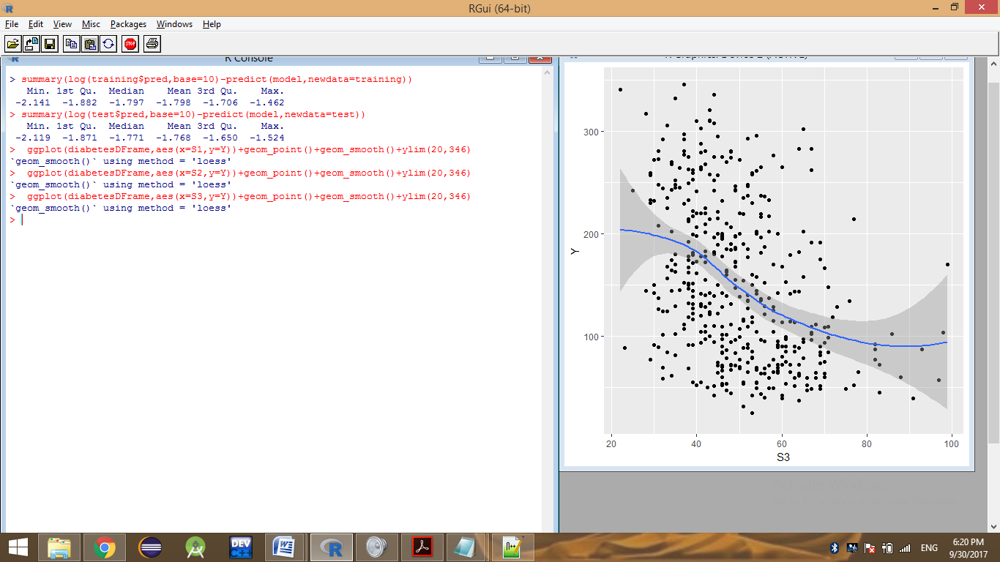 RGui (64-bit)
File Edit View Misc Packages Windows Help
STOP
R Console
> summary(log(training$pred,base=10)-predict(model,newdata=training))
Min. 1st Qu. Median Mean 3rd Qu. Max.
-2.141 -1.882 -1.797 -1.798 -1.706 -1.462
> summary(log(test$pred,base=10)-predict(model,newdata=test))
Min. 1st Qu. Median Mean 3rd Qu. Max.
-2.119 -1.871 -1.771 -1.768 -1.650 -1.524
> ggplot(diabetesDFrame,aes(x=S1,y=Y))+geom_point()+geom_smooth()+ylim(20,346)
`geom_smooth()` using method = 'loess'
> ggplot(diabetesDFrame,aes(x=S2,y=Y))+geom_point()+geom_smooth()+ylim(20,346)
`geom_smooth()` using method = 'loess'
> ggplot(diabetesDFrame,aes(x=S3,y=Y))+geom_point()+geom_smooth()+ylim(20,346)
`geom_smooth()` using method = 'loess'
>
300
200
100
Y
20 40 60 80 100
S3
DEV C++
W
R
ENG
6:20 PM
9/30/2017